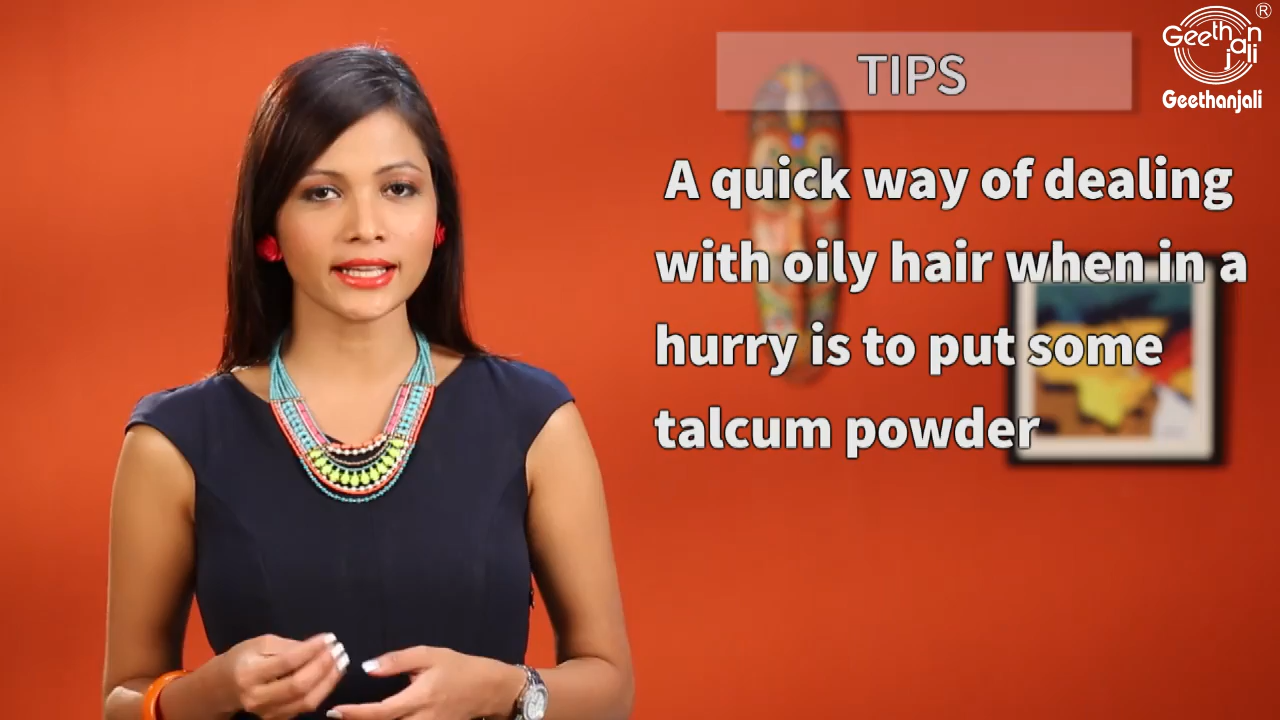 Geethanjali ®
Geethanjali
TIPS
A quick way of dealing
with oily hair when in a
hurry is to put some
talcum powder